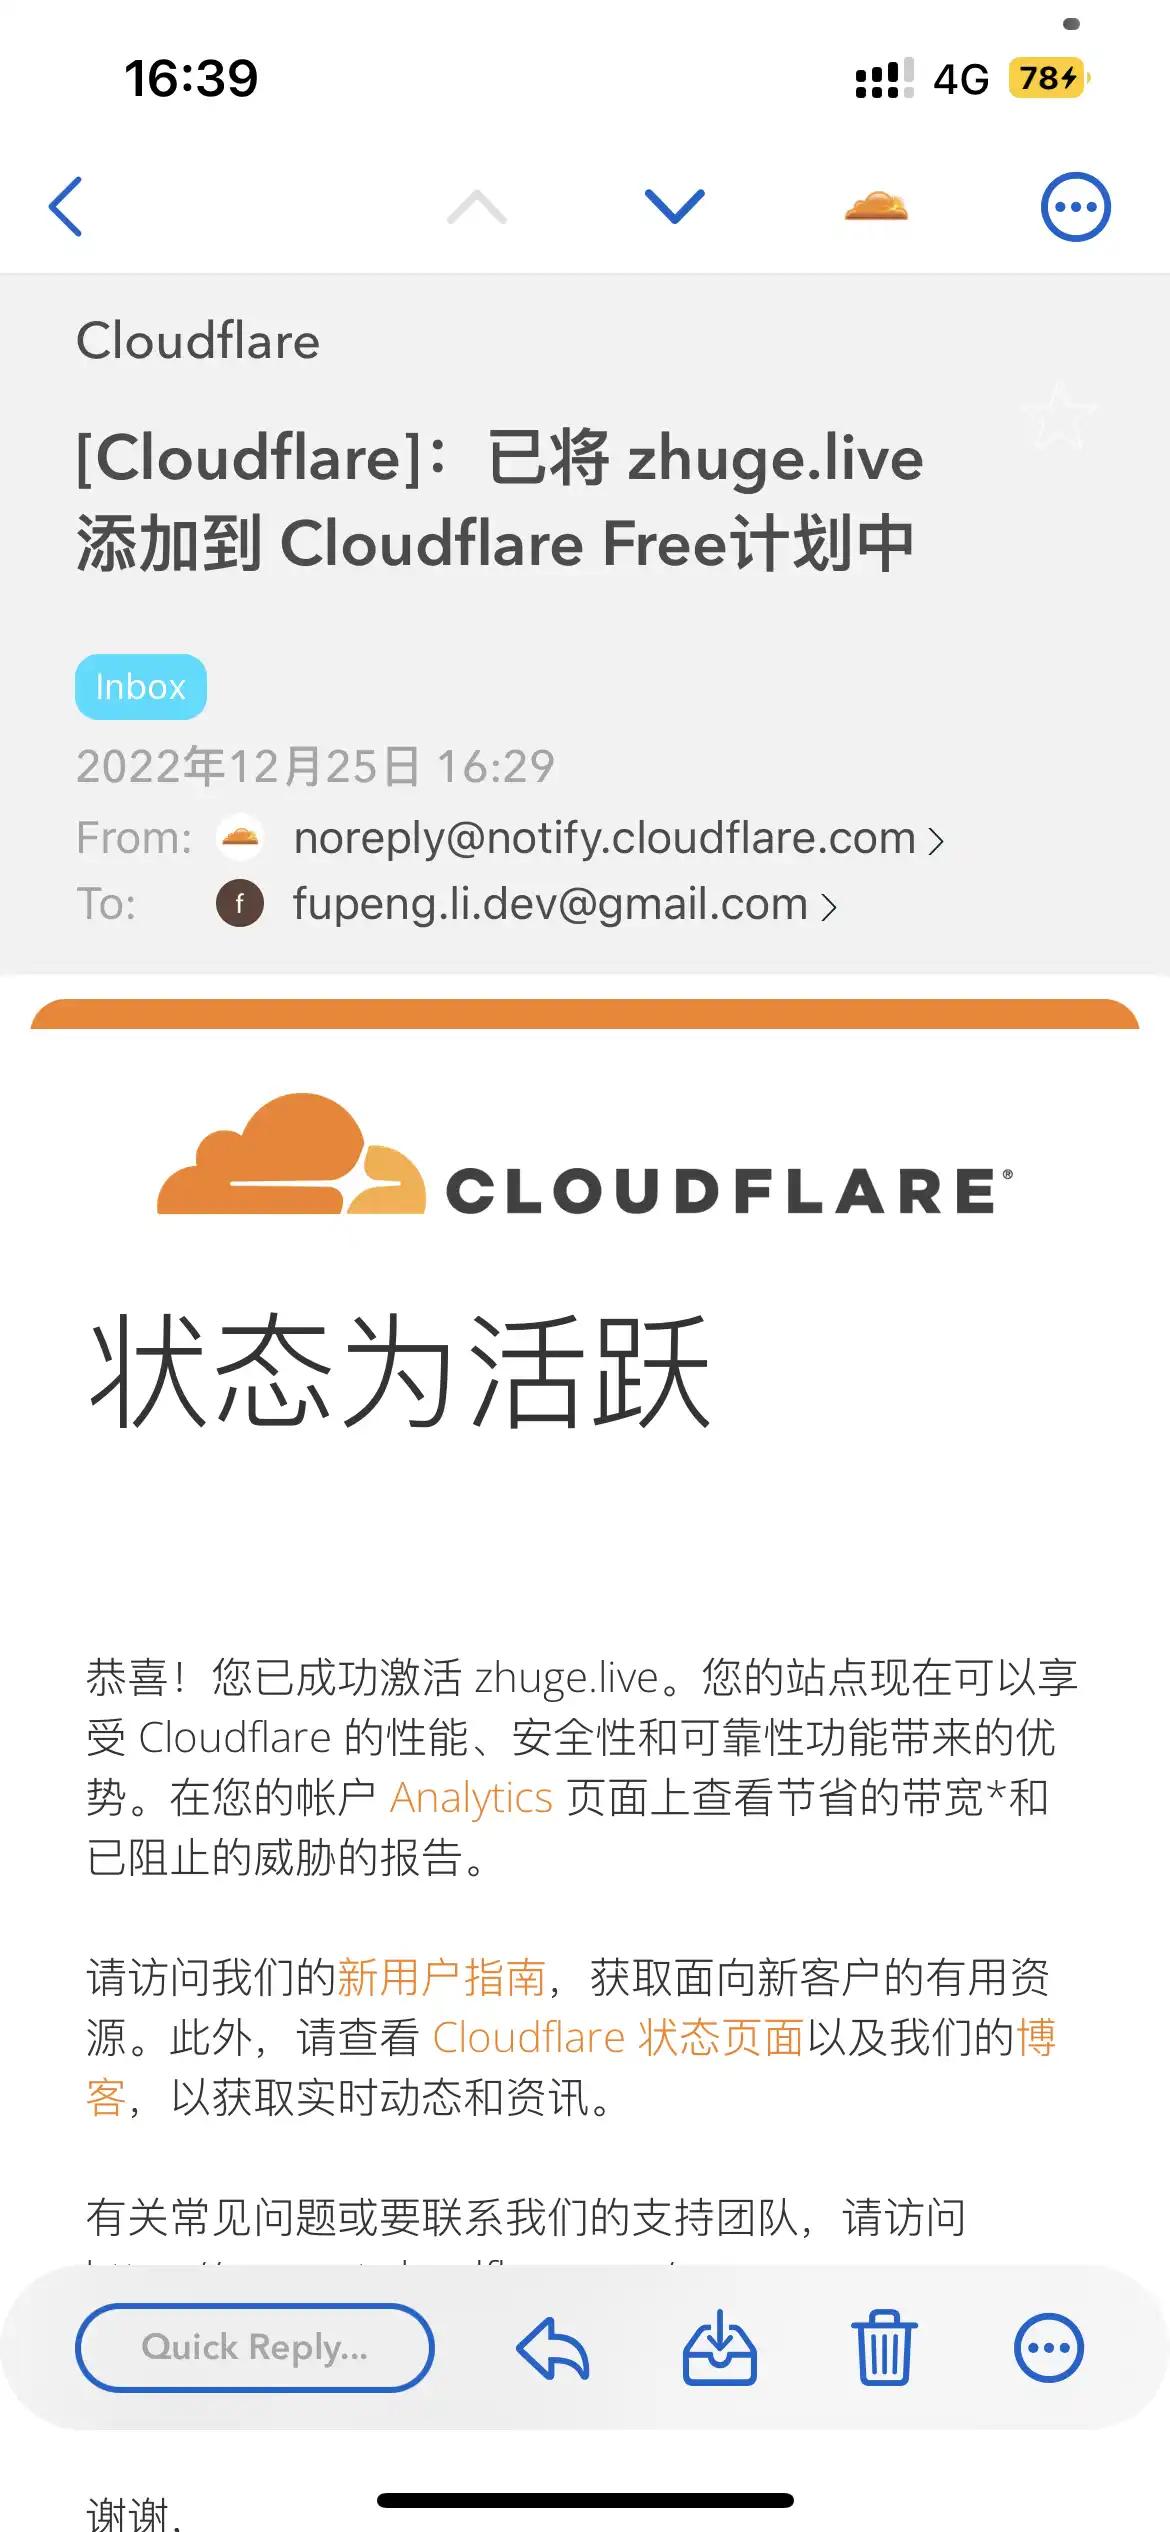 16:39
4G 78
Cloudflare
[Cloudflare]：已将 zhuge.live
添加到 Cloudflare Free计划中
Inbox
2022年12月25日 16:29
From: noreply@notify.cloudflare.com
To: f fupeng.li.dev@gmail.com
CLOUDFLARE®
状态为活跃
恭喜！您已成功激活 zhuge.live。您的站点现在可以享
受 Cloudflare 的性能、安全性和可靠性功能带来的优
势。在您的帐户 Analytics 页面上查看节省的带宽*和
已阻止的威胁的报告。
请访问我们的新用户指南，获取面向新客户的有用资
源。此外，请查看 Cloudflare 状态页面以及我们的博
客，以获取实时动态和资讯。
有关常见问题或要联系我们的支持团队，请访问
Quick Reply...
谢谢，